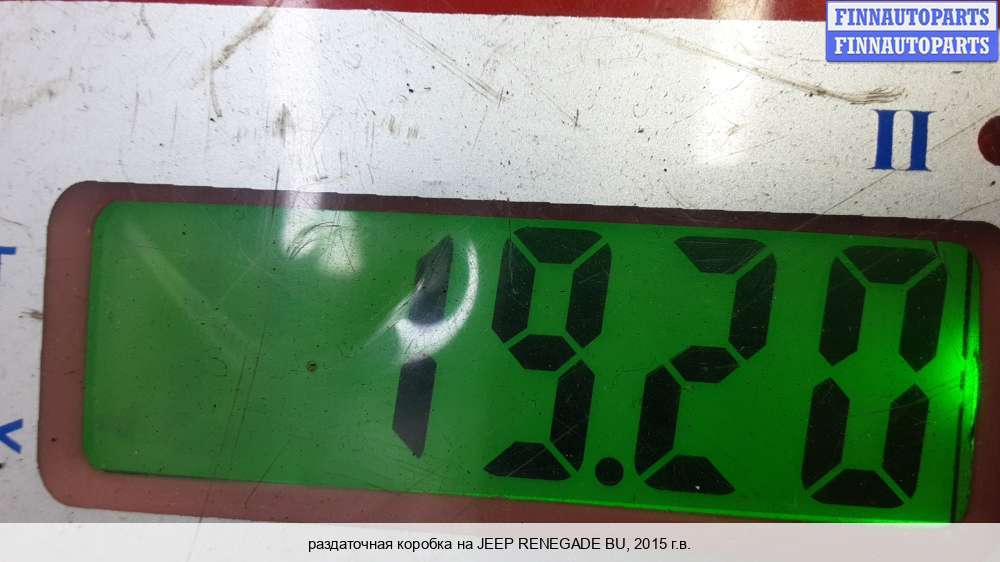 FINNAUTOPARTS
FINNAUTOPARTS
II
19.20
раздаточная коробка на JEEP RENEGADE BU, 2015 г.в.